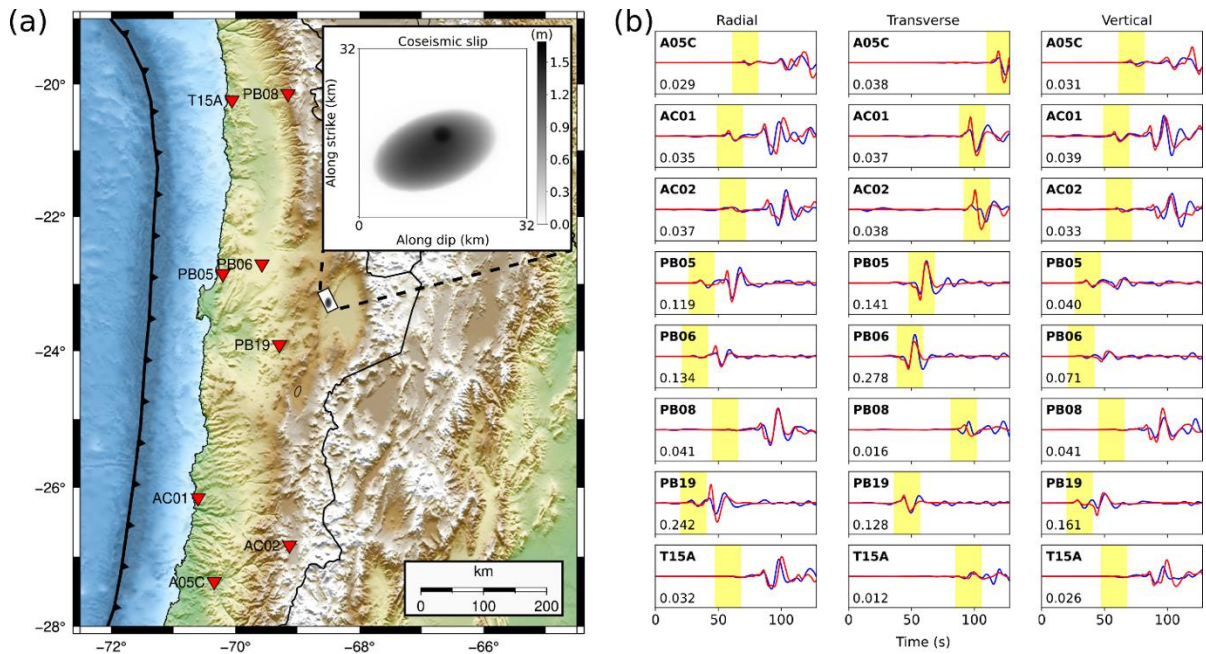 (a)
−20°
−22°
−24°
−26°
−28°
−72°
−70°
−68°
−66°
T15A
PB08
PB06
PB05
PB19
AC01
AC02
A05C
Coseismic slip
(m)
32
Along strike (km)
0
32
Along dip (km)
1.5
1.2
0.9
0.6
0.3
0.0
km
0 100 200
(b)
Radial Transverse Vertical
A05C A05C A05C
0.029 0.038 0.031
AC01 AC01 AC01
0.035 0.037 0.039
AC02 AC02 AC02
0.037 0.038 0.033
PB05 PB05 PB05
0.119 0.141 0.040
PB06 PB06 PB06
0.134 0.278 0.071
PB08 PB08 PB08
0.041 0.016 0.041
PB19 PB19 PB19
0.242 0.128 0.161
T15A T15A T15A
0.032 0.012 0.026
0 50 100 0 50 100 0 50 100
Time (s)